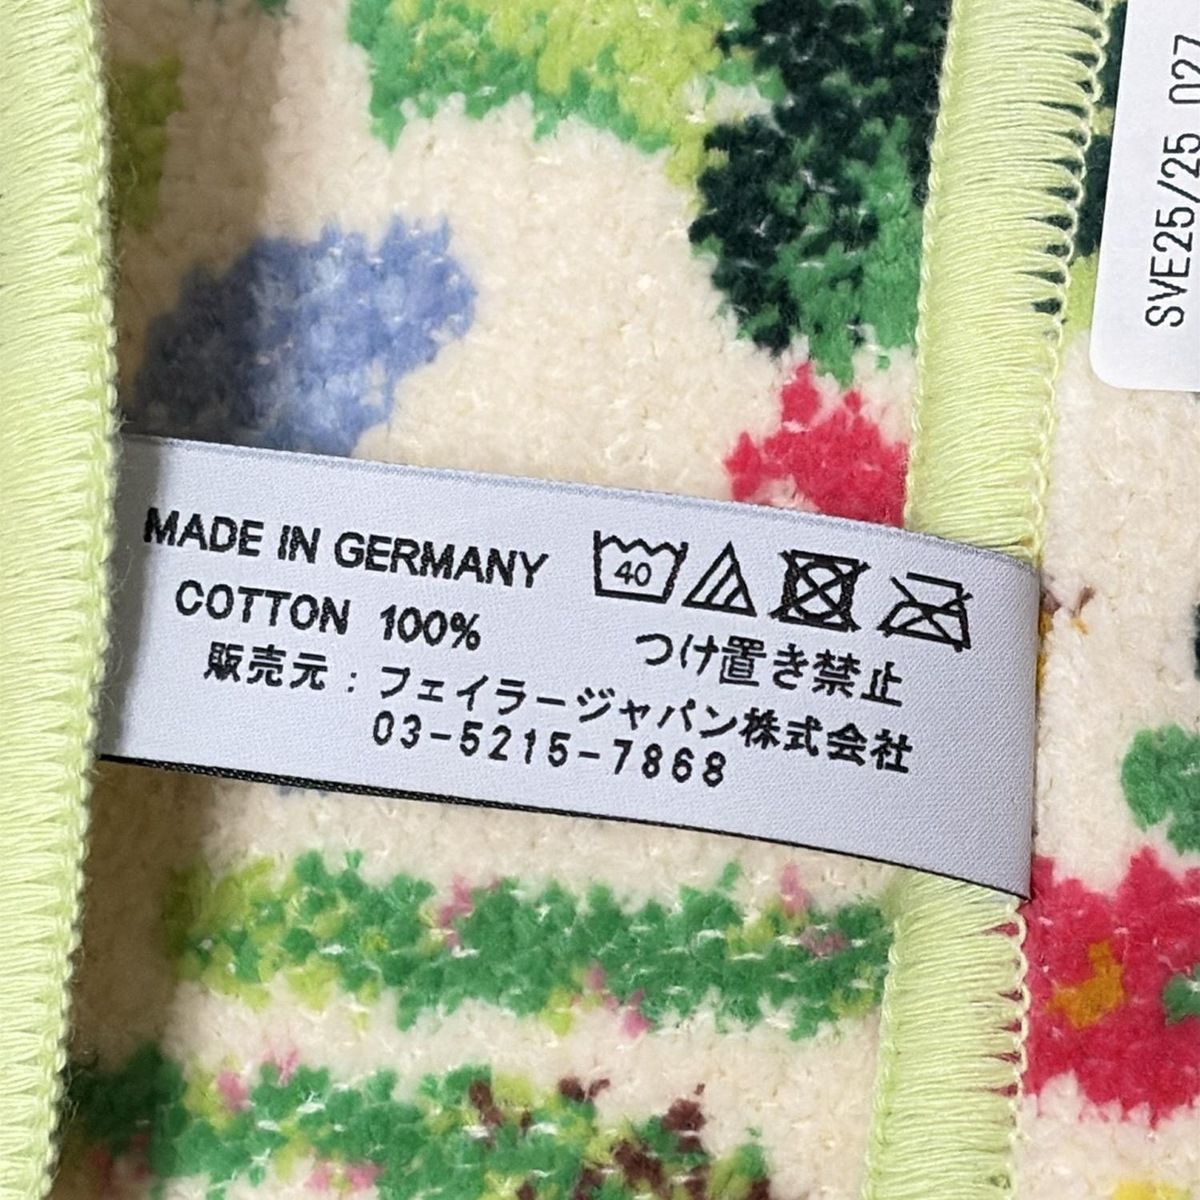 SVE25/25 027
MADE IN GERMANY
40
COTTON 100%
つけ置き禁止
販売元：フェイラージャパン株式会社
03-5215-7868